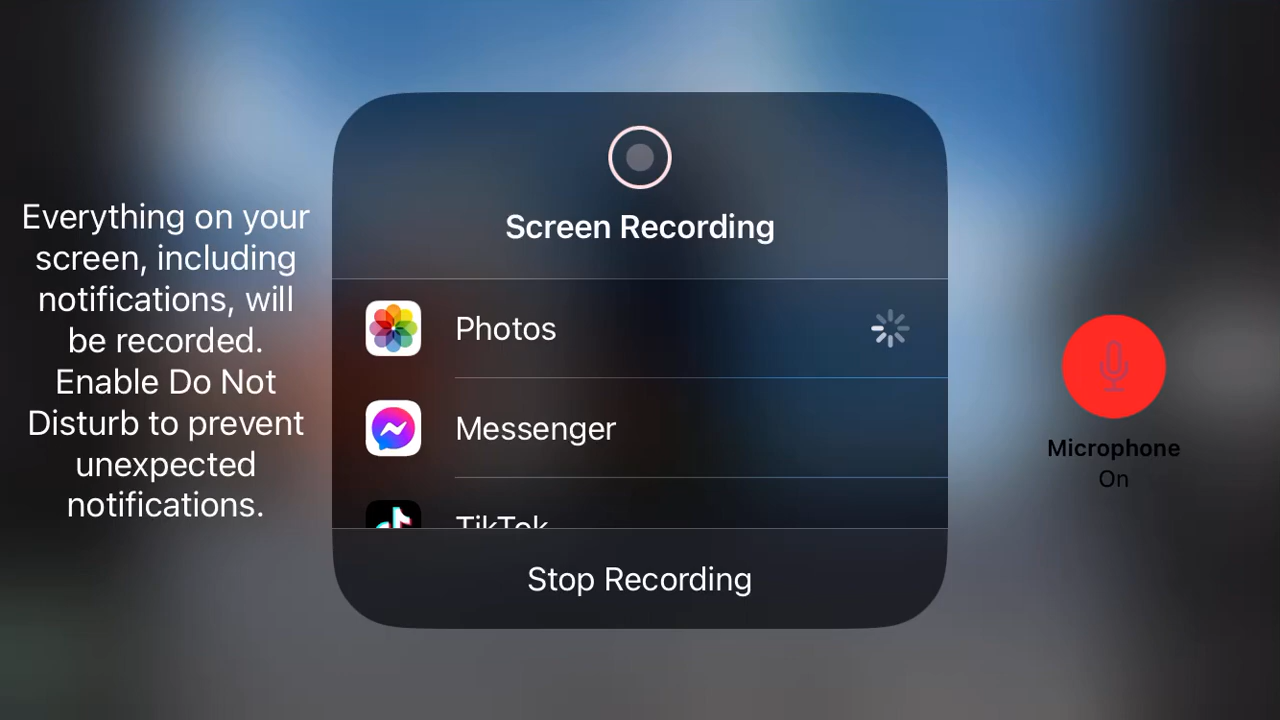 Everything on your
screen, including
notifications, will
be recorded.
Enable Do Not
Disturb to prevent
unexpected
notifications.
Screen Recording
Photos
Messenger
TikTok
Stop Recording
Microphone
On